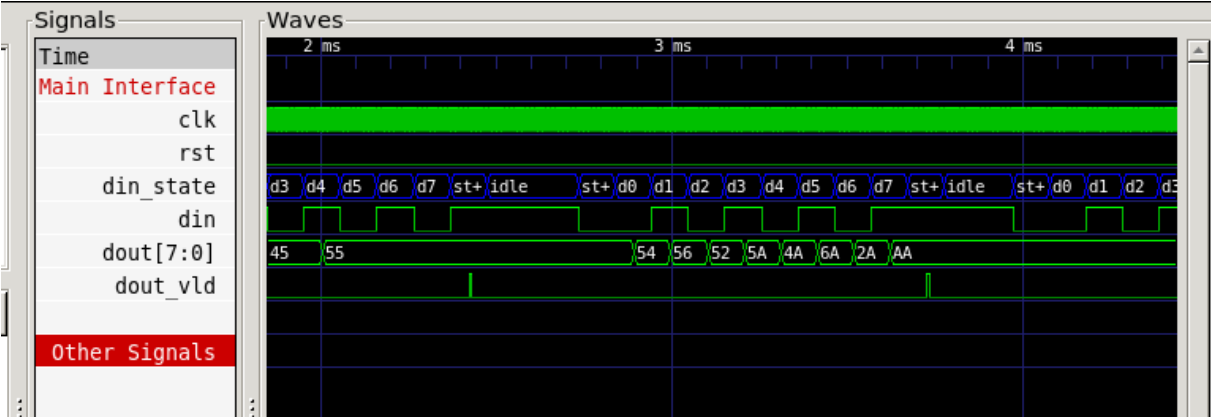 Signals
Waves
Time
2 ms 3 ms 4 ms
Main Interface
clk
rst
din_state
d3 d4 d5 d6 d7 st+ idle st+ d0 d1 d2 d3 d4 d5 d6 d7 st+ idle st+ d0 d1 d2 d3
din
dout[7:0]
45 55 54 56 52 5A 4A 6A 2A AA
dout_vld
Other Signals